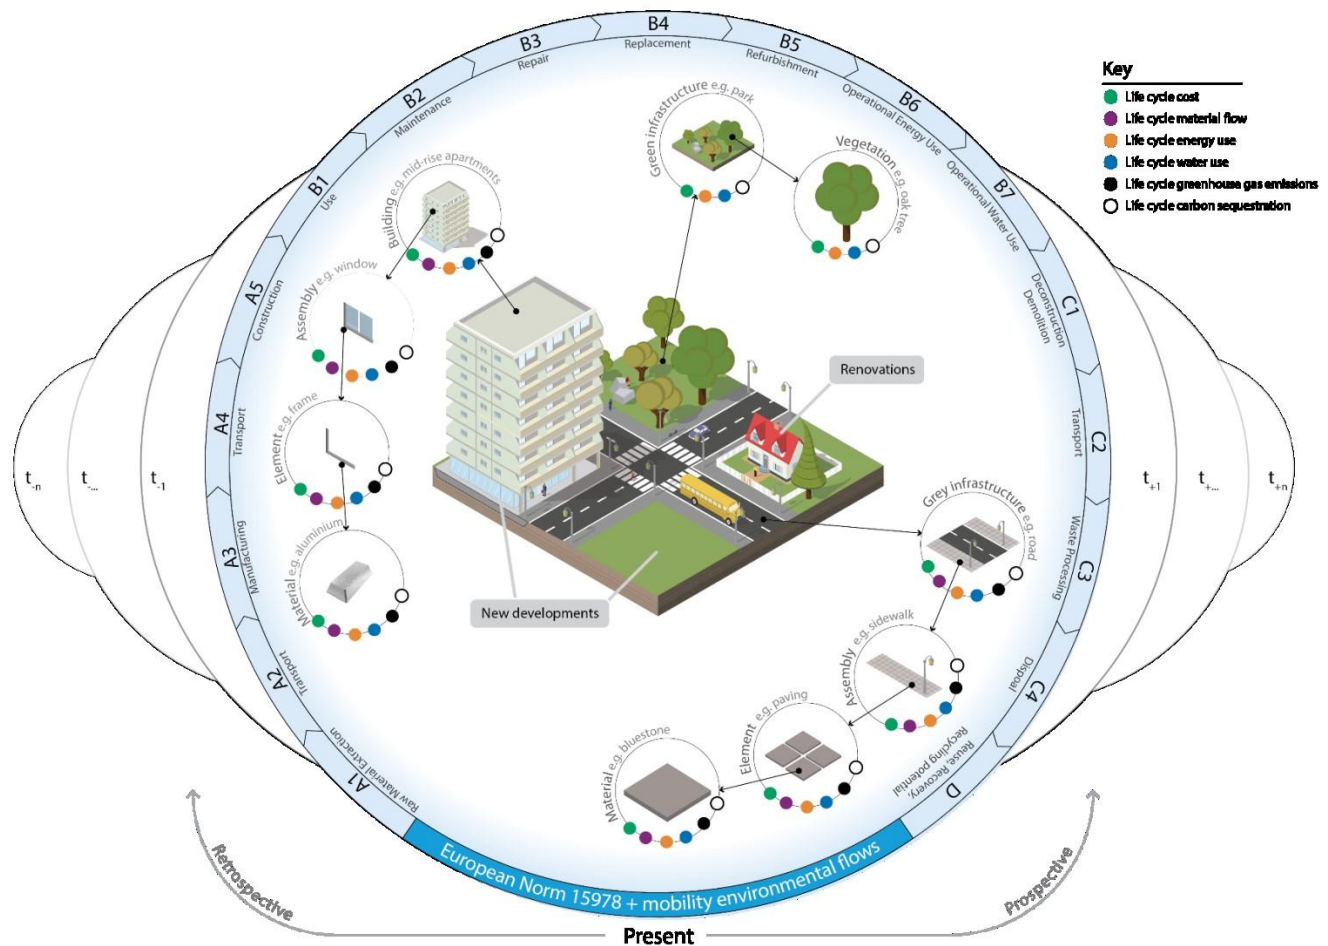 B4
Replacement
B3
Repair
B5
Refurbishment
B2
Maintenance
B6
Operational Energy Use
B1
Use
B7
Operational Water Use
A5
Construction
C1
Deconstruction
Demolition
A4
Transport
C2
Transport
A3
Manufacturing
C3
Waste Processing
A2
Transport
C4
Disposal
A1
Raw Material Extraction
D
Reuse, Recovery,
Recycling potential
European Norm 15978 + mobility environmental flows
Key
Life cycle cost
Life cycle material flow
Life cycle energy use
Life cycle water use
Life cycle greenhouse gas emissions
Life cycle carbon sequestration
Green infrastructure e.g. park
Vegetation e.g. oak tree
Building e.g. mid-rise apartments
Assembly e.g. window
Element e.g. frame
Material e.g. aluminium
Renovations
New developments
Grey infrastructure e.g. road
Assembly e.g. sidewalk
Element e.g. paving
Material e.g. bluestone
t-n
t-...
t-1
t+1
t+...
t+n
Retrospective
Present
Prospective